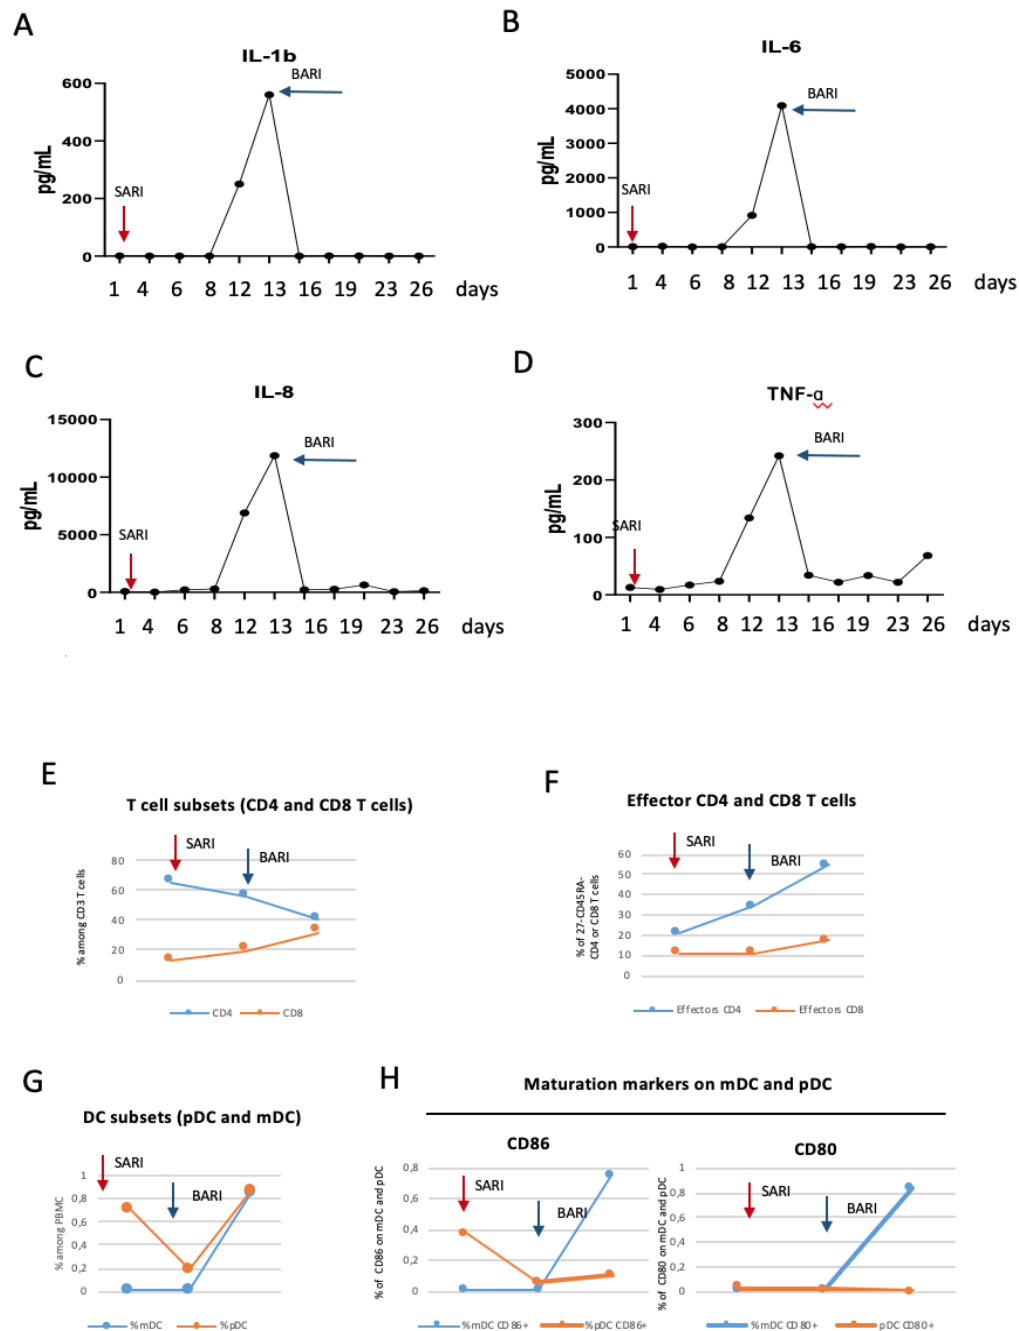 A
IL-1b
BARI
600
400
200
0
pg/mL
SARI
1 4 6 8 12 13 16 19 23 26 days
B
IL-6
BARI
5000
4000
3000
2000
1000
0
pg/mL
SARI
1 4 6 8 12 13 16 19 23 26 days
C
IL-8
BARI
15000
10000
5000
0
pg/mL
SARI
1 4 6 8 12 13 16 19 23 26 days
D
TNF-α
BARI
300
200
100
0
pg/mL
SARI
1 4 6 8 12 13 16 19 23 26 days
E
T cell subsets (CD4 and CD8 T cells)
SARI
BARI
80
60
40
20
0
% among CD3 T cells
CD4 CD8
F
Effector CD4 and CD8 T cells
SARI
BARI
60
50
40
30
20
10
0
% of 27-CD45RA-
CD4 or CD8 T cells
Effectors CD4 Effectors CD8
G
DC subsets (pDC and mDC)
SARI
BARI
1
0,8
0,6
0,4
0,2
0
% among PBMC
%mDC %pDC
H
Maturation markers on mDC and pDC
CD86
SARI
BARI
0,8
0,6
0,4
0,2
0
% of CD86 on mDC and pDC
%mDC CD86+ %pDC CD86+
CD80
SARI
BARI
1
0,8
0,6
0,4
0,2
0
% of CD80 on mDC and pDC
%mDC CD80+ pDC CD80+